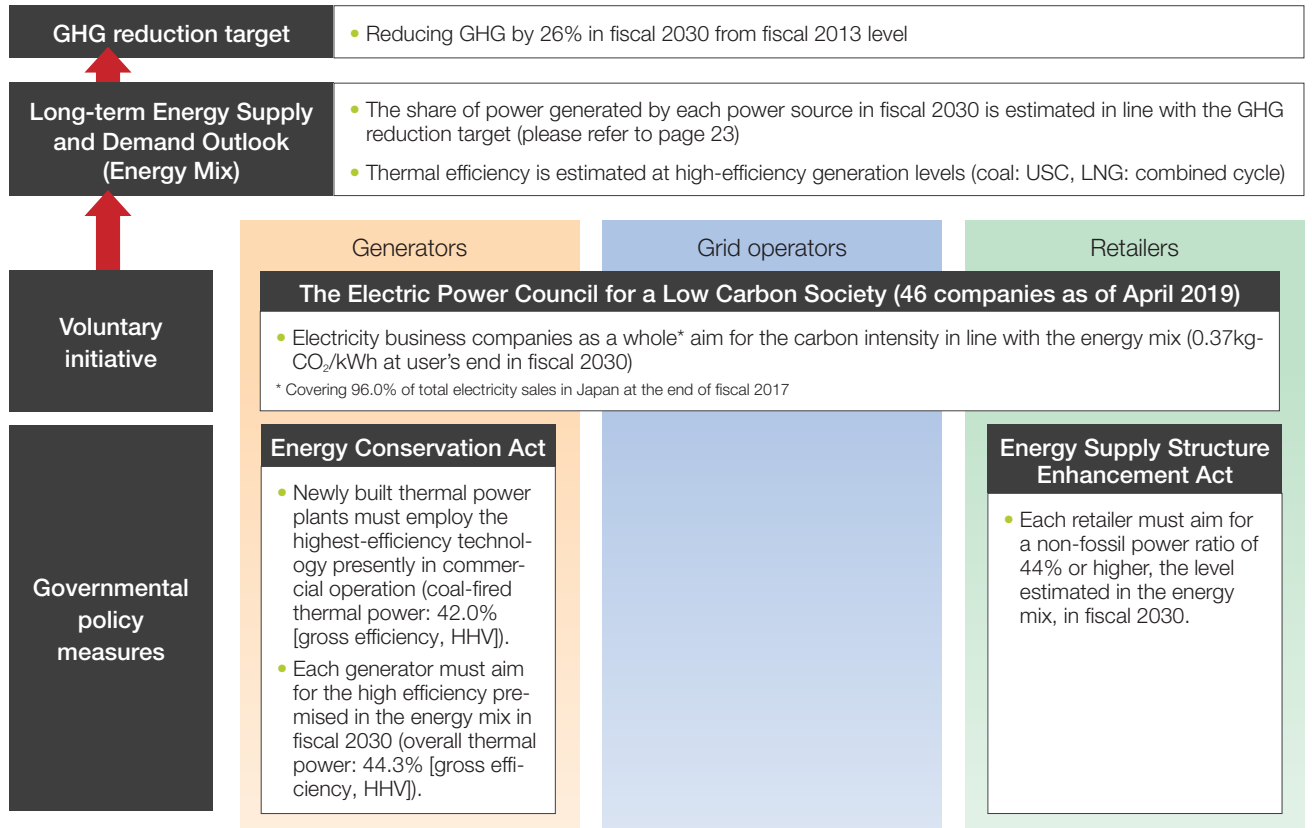 GHG reduction target
• Reducing GHG by 26% in fiscal 2030 from fiscal 2013 level
Long-term Energy Supply
and Demand Outlook
(Energy Mix)
• The share of power generated by each power source in fiscal 2030 is estimated in line with the GHG
reduction target (please refer to page 23)
• Thermal efficiency is estimated at high-efficiency generation levels (coal: USC, LNG: combined cycle)
Generators
Grid operators
Retailers
Voluntary
initiative
The Electric Power Council for a Low Carbon Society (46 companies as of April 2019)
• Electricity business companies as a whole* aim for the carbon intensity in line with the energy mix (0.37kg-
CO₂/kWh at user's end in fiscal 2030)
* Covering 96.0% of total electricity sales in Japan at the end of fiscal 2017
Governmental
policy
measures
Energy Conservation Act
• Newly built thermal power
plants must employ the
highest-efficiency technol-
ogy presently in commer-
cial operation (coal-fired
thermal power: 42.0%
[gross efficiency, HHV]).
• Each generator must aim
for the high efficiency pre-
mised in the energy mix in
fiscal 2030 (overall thermal
power: 44.3% [gross effi-
ciency, HHV]).
Energy Supply Structure
Enhancement Act
• Each retailer must aim for
a non-fossil power ratio of
44% or higher, the level
estimated in the energy
mix, in fiscal 2030.